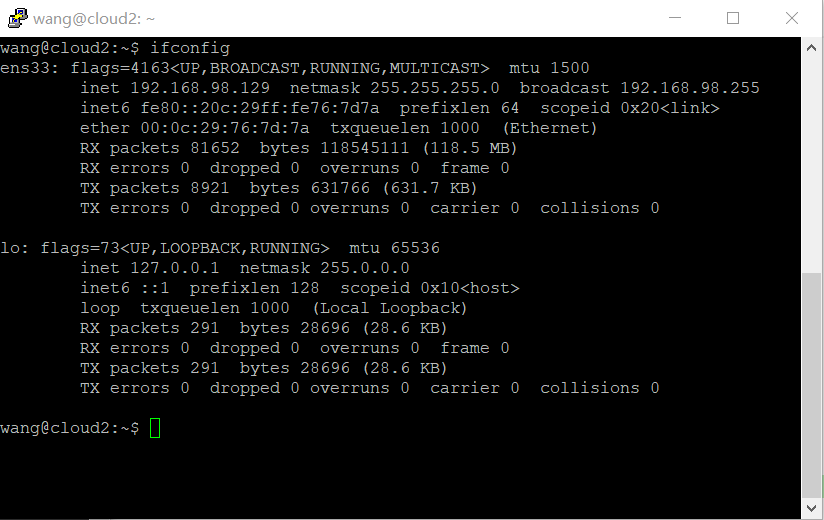 wang@cloud2: ~
wang@cloud2:~$ ifconfig
ens33: flags=4163<UP,BROADCAST,RUNNING,MULTICAST>  mtu 1500
        inet 192.168.98.129  netmask 255.255.255.0  broadcast 192.168.98.255
        inet6 fe80::20c:29ff:fe76:7d7a  prefixlen 64  scopeid 0x20<link>
        ether 00:0c:29:76:7d:7a  txqueuelen 1000  (Ethernet)
        RX packets 81652  bytes 118545111 (118.5 MB)
        RX errors 0  dropped 0  overruns 0  frame 0
        TX packets 8921  bytes 631766 (631.7 KB)
        TX errors 0  dropped 0 overruns 0  carrier 0  collisions 0

lo: flags=73<UP,LOOPBACK,RUNNING>  mtu 65536
        inet 127.0.0.1  netmask 255.0.0.0
        inet6 ::1  prefixlen 128  scopeid 0x10<host>
        loop  txqueuelen 1000  (Local Loopback)
        RX packets 291  bytes 28696 (28.6 KB)
        RX errors 0  dropped 0  overruns 0  frame 0
        TX packets 291  bytes 28696 (28.6 KB)
        TX errors 0  dropped 0 overruns 0  carrier 0  collisions 0

wang@cloud2:~$